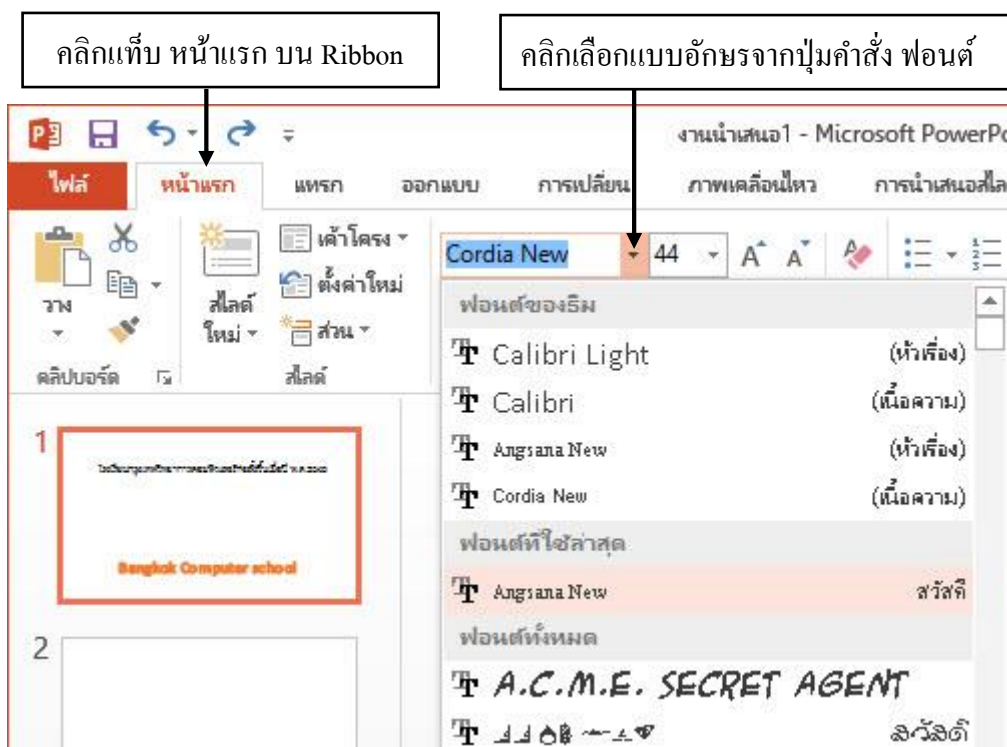 คลิกแท็บ หน้าแรก บน Ribbon
คลิกเลือกแบบอักษรจากปุ่มคำสั่ง ฟอนต์
งานนำเสนอ1 - Microsoft PowerPo
ไฟล์ หน้าแรก แทรก ออกแบบ การเปลี่ยน ภาพเคลื่อนไหว การนำเสนอสไล
วาง
สไลด์
ใหม่
เค้าโครง
ตั้งค่าใหม่
ส่วน
คลิปบอร์ด
สไลด์
Cordia New 44
ฟอนต์ของธีม
Calibri Light (หัวเรื่อง)
Calibri (เนื้อความ)
Angsana New (หัวเรื่อง)
Cordia New (เนื้อความ)
ฟอนต์ที่ใช้ล่าสุด
Angsana New สวัสดี
ฟอนต์ทั้งหมด
A.C.M.E. SECRET AGENT
สวัสดี
1
Bangkok Computer school
2